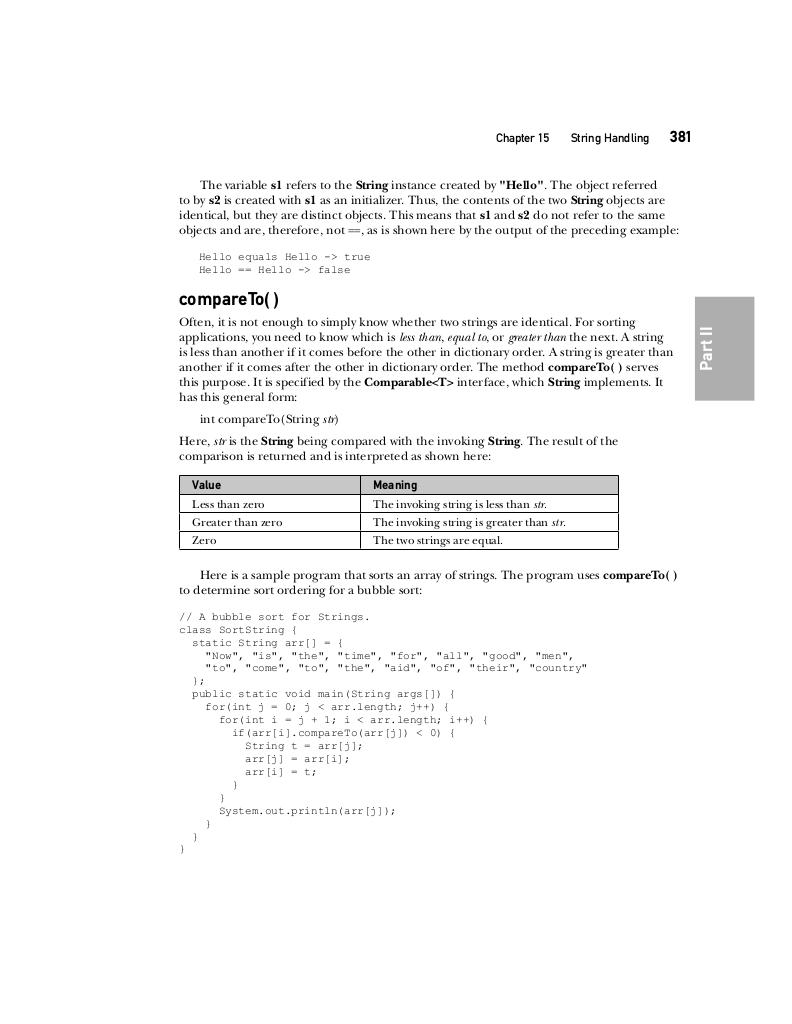 Chapter 15 String Handling 381
The variable s1 refers to the String instance created by "Hello". The object referred
to by s2 is created with s1 as an initializer. Thus, the contents of the two String objects are
identical, but they are distinct objects. This means that s1 and s2 do not refer to the same
objects and are, therefore, not ==, as is shown here by the output of the preceding example:
Hello equals Hello -> true
Hello == Hello -> false
compareTo( )
Often, it is not enough to simply know whether two strings are identical. For sorting
applications, you need to know which is less than, equal to, or greater than the next. A string
is less than another if it comes before the other in dictionary order. A string is greater than
another if it comes after the other in dictionary order. The method compareTo( ) serves
this purpose. It is specified by the Comparable<T> interface, which String implements. It
has this general form:
int compareTo(String str)
Here, str is the String being compared with the invoking String. The result of the
comparison is returned and is interpreted as shown here:
Value Meaning
Less than zero The invoking string is less than str.
Greater than zero The invoking string is greater than str.
Zero The two strings are equal.
Here is a sample program that sorts an array of strings. The program uses compareTo( )
to determine sort ordering for a bubble sort:
// A bubble sort for Strings.
class SortString {
  static String arr[] = {
    "Now", "is", "the", "time", "for", "all", "good", "men",
    "to", "come", "to", "the", "aid", "of", "their", "country"
  };
  public static void main(String args[]) {
    for(int j = 0; j < arr.length; j++) {
      for(int i = j + 1; i < arr.length; i++) {
        if(arr[i].compareTo(arr[j]) < 0) {
          String t = arr[j];
          arr[j] = arr[i];
          arr[i] = t;
        }
      }
      System.out.println(arr[j]);
    }
  }
}
Part II